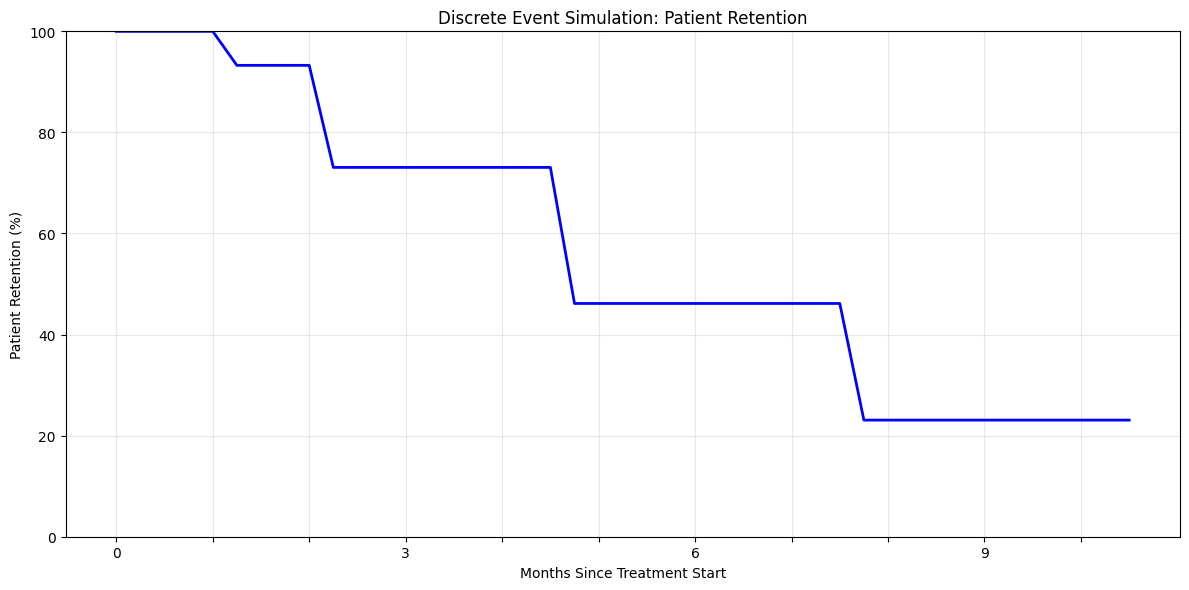 Discrete Event Simulation: Patient Retention
100
80
60
40
20
0
Patient Retention (%)
0 3 6 9
Months Since Treatment Start